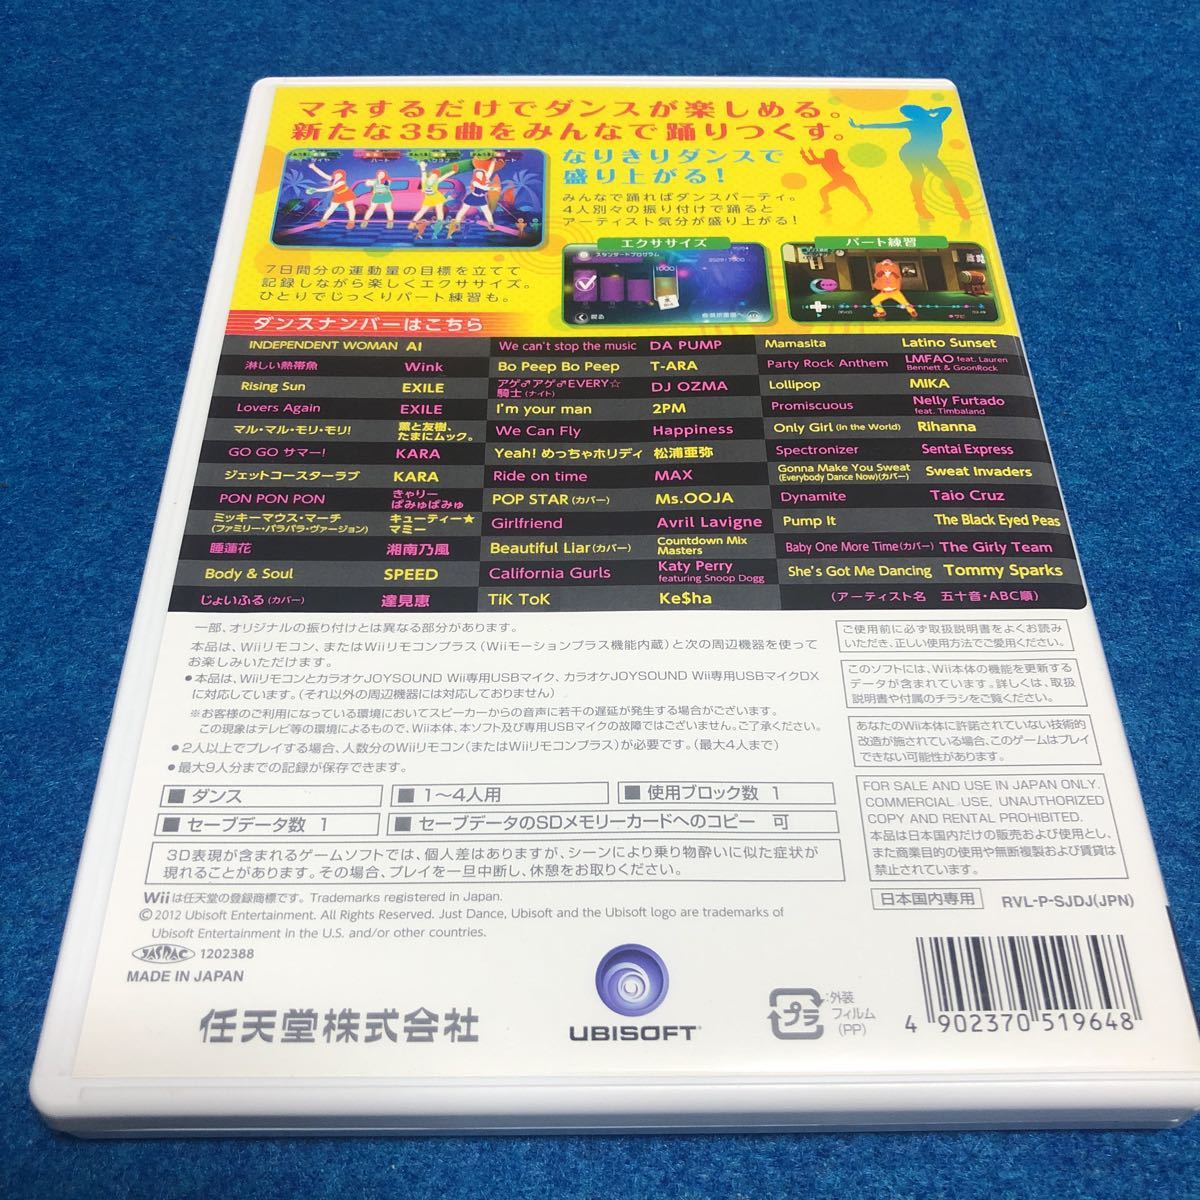 マネするだけでダンスが楽しめる。
新たな35曲をみんなで踊りつくす。
なりきりダンスで
盛り上がる!
みんなで踊ればダンスパーティ。
4人別々の振り付けで踊ると
アーティスト気分が盛り上がる!
7日間分の運動量の目標を立てて
記録しながら楽しくエクササイズ。
ひとりでじっくりパート練習も。
エクササイズ
スタンダードプログラム
戻る
パート練習
ダンスナンバーはこちら
INDEPENDENT WOMAN AI
淋しい熱帯魚 Wink
Rising Sun EXILE
Lovers Again EXILE
マル・マル・モリ・モリ! 薫と友樹、たまにムック。
GO GO サマー! KARA
ジェットコースターラブ KARA
PON PON PON きゃりーぱみゅぱみゅ
ミッキーマウス・マーチ(ファミリー・パラパラ・ヴァージョン) キューティー★マミー
睡蓮花 湘南乃風
Body & Soul SPEED
じょいふる(カバー) 達見恵
We can't stop the music DA PUMP
Bo Peep Bo Peep T-ARA
アゲ♂アゲ♂EVERY☆騎士(ナイト) DJ OZMA
I'm your man 2PM
We Can Fly Happiness
Yeah! めっちゃホリディ 松浦亜弥
Ride on time MAX
POP STAR(カバー) Ms.OOJA
Girlfriend Avril Lavigne
Beautiful Liar(カバー) Countdown Mix Masters
California Gurls Katy Perry featuring Snoop Dogg
TiK ToK Ke$ha
Mamasita Latino Sunset
Party Rock Anthem LMFAO feat. Lauren Bennett & GoonRock
Lollipop MIKA
Promiscuous Nelly Furtado feat. Timbaland
Only Girl (In the World) Rihanna
Spectronizer Sentai Express
Gonna Make You Sweat (Everybody Dance Now)(カバー) Sweat Invaders
Dynamite Taio Cruz
Pump It The Black Eyed Peas
Baby One More Time(カバー) The Girly Team
She's Got Me Dancing Tommy Sparks
(アーティスト名 五十音・ABC順)
一部、オリジナルの振り付けとは異なる部分があります。
本品は、Wiiリモコン、またはWiiリモコンプラス(Wiiモーションプラス機能内蔵)と次の周辺機器を使って
お楽しみいただけます。
●本品は、WiiリモコンとカラオケJOYSOUND Wii専用USBマイク、カラオケJOYSOUND Wii専用USBマイクDX
に対応しています。(それ以外の周辺機器には対応しておりません)
※お客様のご利用になっている環境においてスピーカーからの音声に若干の遅延が発生する場合がございます。
この現象はテレビ等の環境によるもので、Wii本体、本ソフト及び専用USBマイクの故障ではございません。ご了承ください。
●2人以上でプレイする場合、人数分のWiiリモコン(またはWiiリモコンプラス)が必要です。(最大4人まで)
●最大9人分までの記録が保存できます。
■ダンス
■1～4人用
■使用ブロック数 1
■セーブデータ数 1
■セーブデータのSDメモリーカードへのコピー 可
3D表現が含まれるゲームソフトでは、個人差はありますが、シーンにより乗り物酔いに似た症状が
現れることがあります。その場合、プレイを一旦中断し、休憩をお取りください。
ご使用前に必ず取扱説明書をよくお読み
いただき、正しい使用方法でご愛用ください。
このソフトには、Wii本体の機能を更新する
データが含まれています。詳しくは、取扱
説明書や付属のチラシをご覧ください。
あなたのWii本体に許諾されていない技術的
改造が施されている場合、このゲームはプレイ
できない可能性があります。
FOR SALE AND USE IN JAPAN ONLY.
COMMERCIAL USE, UNAUTHORIZED
COPY AND RENTAL PROHIBITED.
本品は日本国内だけの販売および使用とし、
また商業目的の使用や無断複製および賃貸は
禁止されています。
日本国内専用 RVL-P-SJDJ(JPN)
Wiiは任天堂の登録商標です。Trademarks registered in Japan.
© 2012 Ubisoft Entertainment. All Rights Reserved. Just Dance, Ubisoft and the Ubisoft logo are trademarks of
Ubisoft Entertainment in the U.S. and/or other countries.
JASRAC 1202388
MADE IN JAPAN
任天堂株式会社
UBISOFT
プラ
:外装
フィルム
(PP)
4 902370 519648